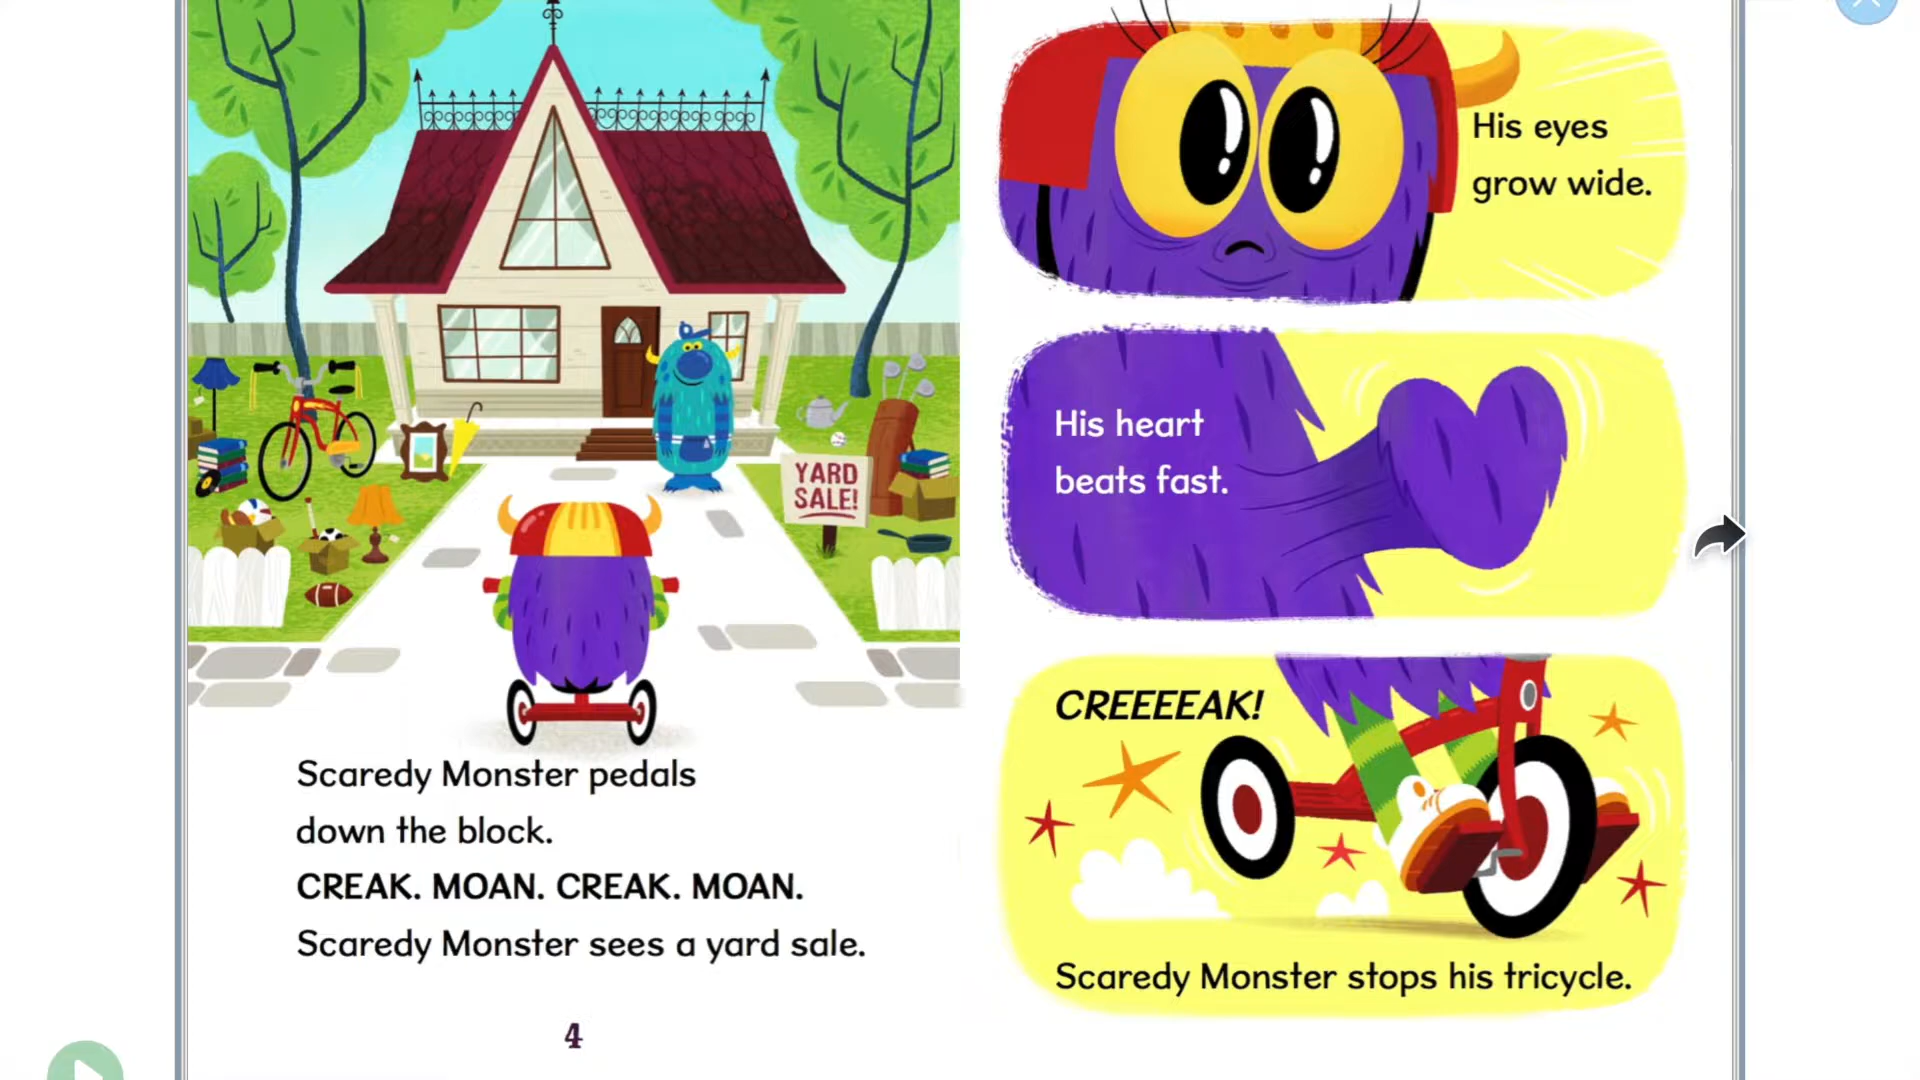 YARD
SALE!
Scaredy Monster pedals
down the block.
CREAK. MOAN. CREAK. MOAN.
Scaredy Monster sees a yard sale.
4
His eyes
grow wide.
His heart
beats fast.
CREEEEAK!
Scaredy Monster stops his tricycle.